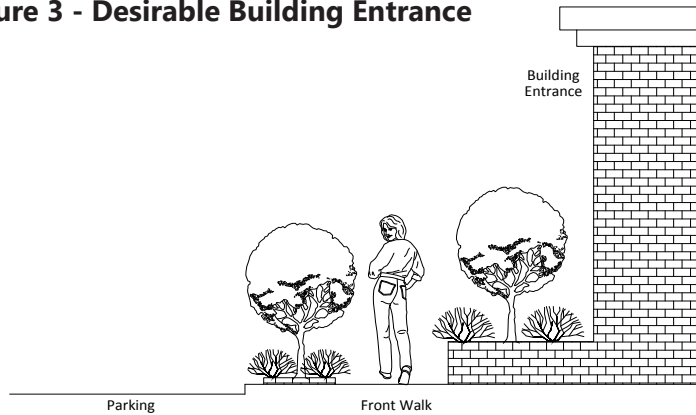 ure 3 - Desirable Building Entrance
Building
Entrance
Parking
Front Walk